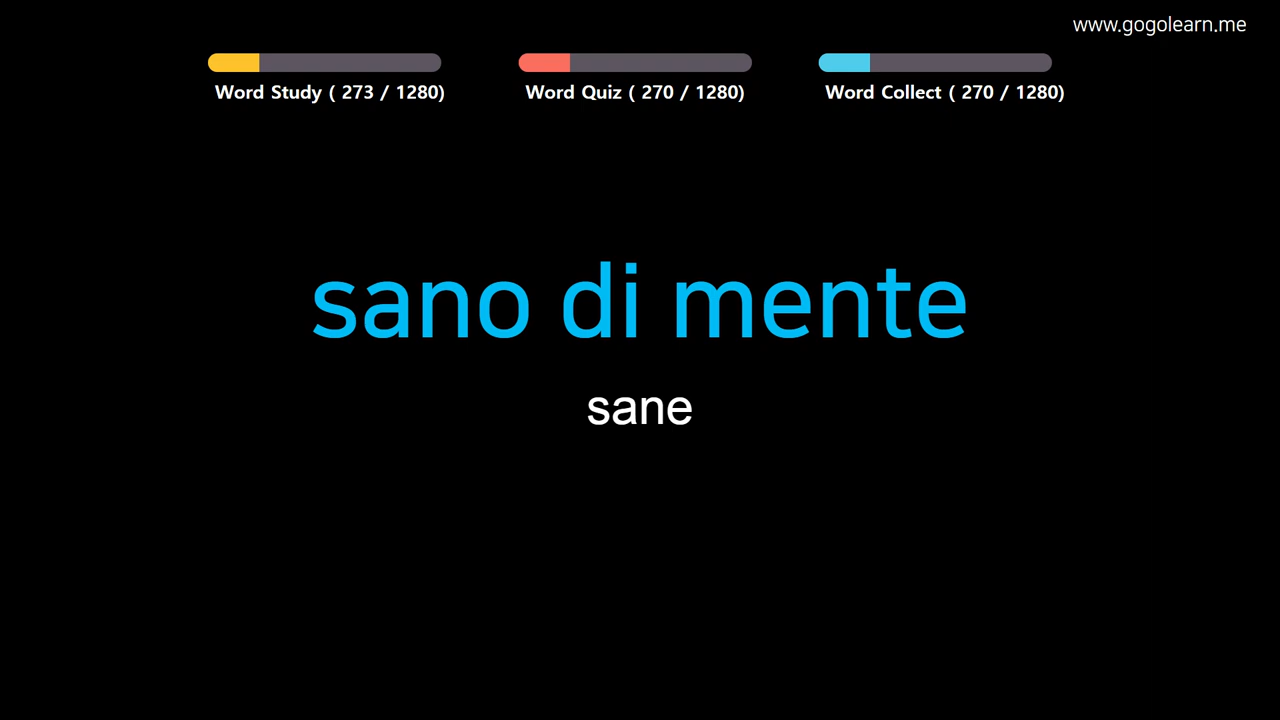 www.gogolearn.me
Word Study ( 273 / 1280)
Word Quiz ( 270 / 1280)
Word Collect ( 270 / 1280)
sano di mente
sane